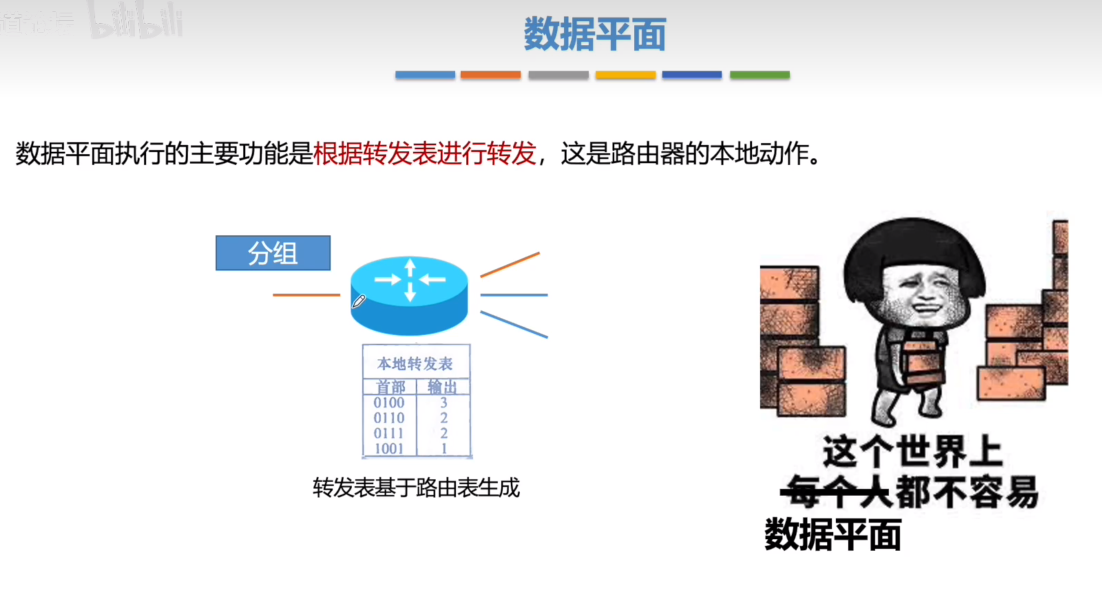 bilibili
数据平面
数据平面执行的主要功能是根据转发表进行转发，这是路由器的本地动作。
分组
本地转发表
首部 输出
0100 3
0110 2
0111 2
1001 1
转发表基于路由表生成
这个世界上
每个人都不容易
数据平面